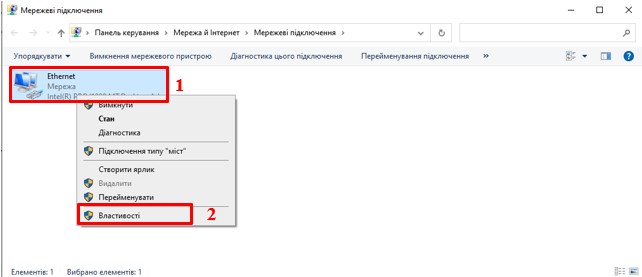 Мережеві підключення
Панель керування > Мережа й Інтернет > Мережеві підключення
Упорядкувати Вимкнення мережевого пристрою Діагностика цього підключення Перейменування підключення »
Ethernet
Мережа
Intel(R)
1
Вимкнути
Стан
Діагностика
Підключення типу "міст"
Створити ярлик
Видалити
Перейменувати
Властивості
2
Елементів: 1 Вибрано елементів: 1